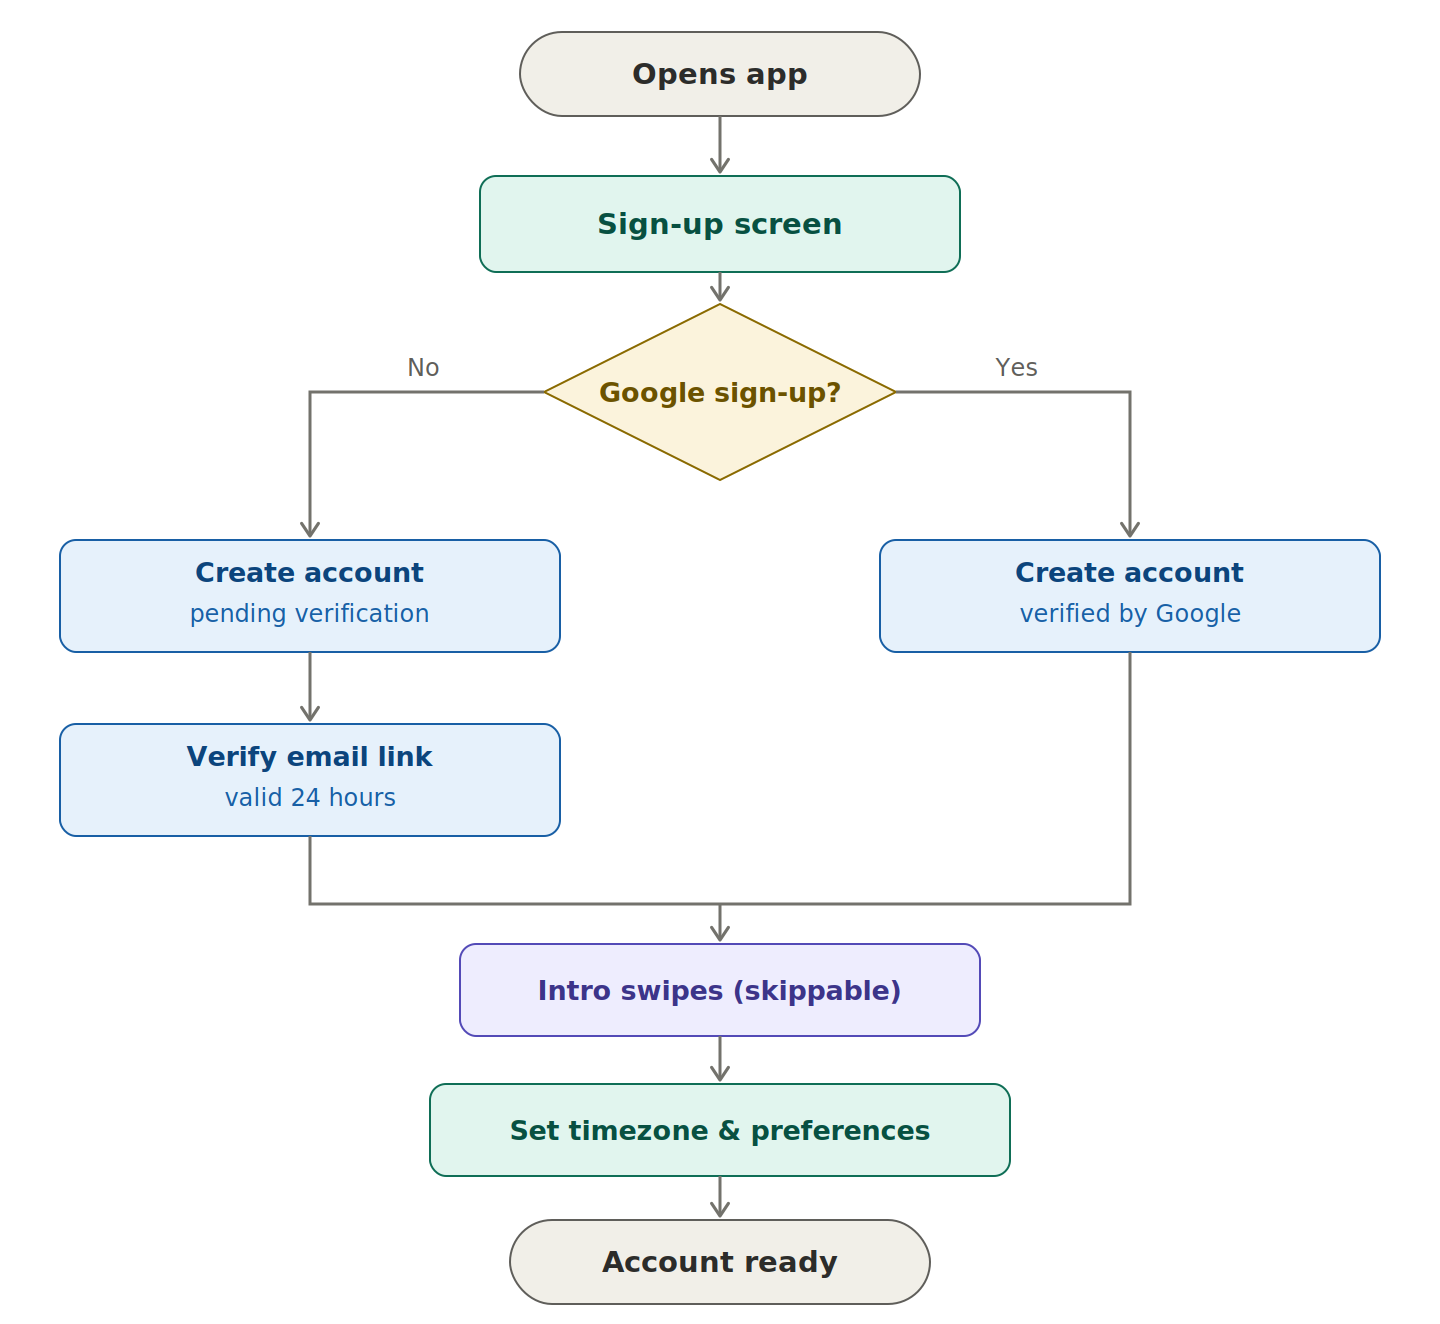 Opens app
Sign-up screen
No
Yes
Google sign-up?
Create account
pending verification
Create account
verified by Google
Verify email link
valid 24 hours
Intro swipes (skippable)
Set timezone & preferences
Account ready